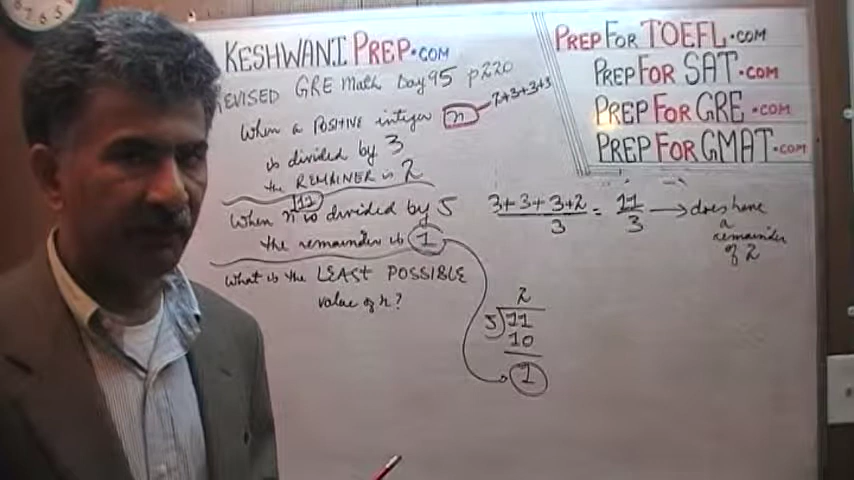 KESHWANI PREP.COM
REVISED GRE Math Day 95 p220
When a POSITIVE integer n
2+3+3+3
is divided by 3
the REMAINER is 2
11
When n is divided by 5
the remainder is 1
What is the LEAST POSSIBLE
value of n?
PREP FOR TOEFL.COM
PREP FOR SAT.COM
PREP FOR GRE.COM
PREP FOR GMAT.COM
3+3+3+2 / 3 = 11 / 3 → does have
a
remainder
of 2
2
5)11
10
1